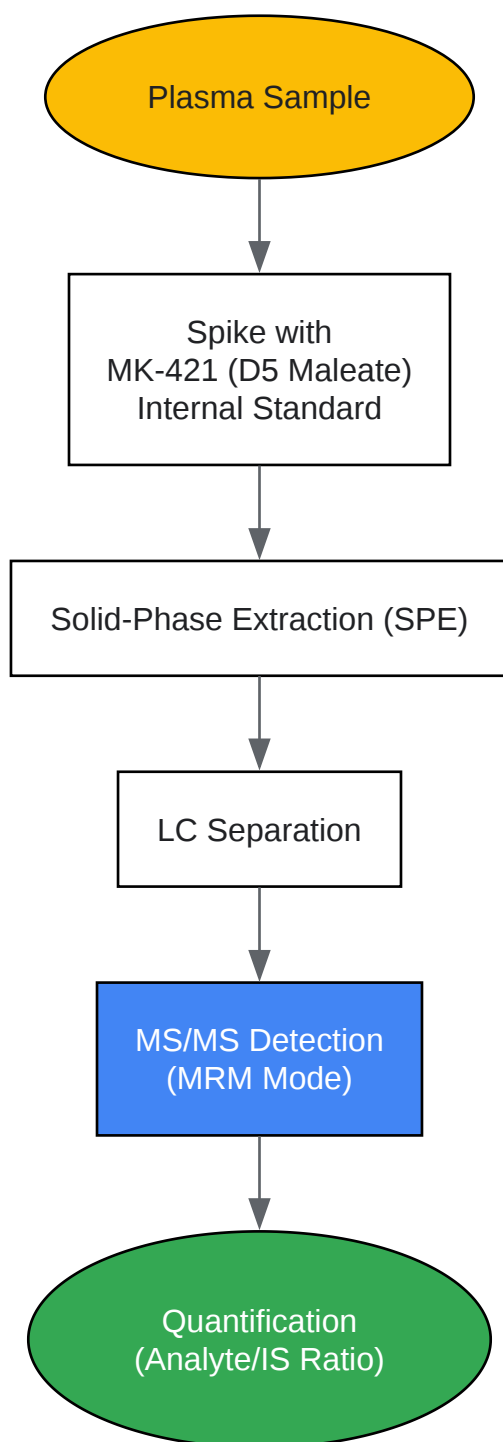 Plasma Sample
Spike with
MK-421 (D5 Maleate)
Internal Standard
Solid-Phase Extraction (SPE)
LC Separation
MS/MS Detection
(MRM Mode)
Quantification
(Analyte/IS Ratio)